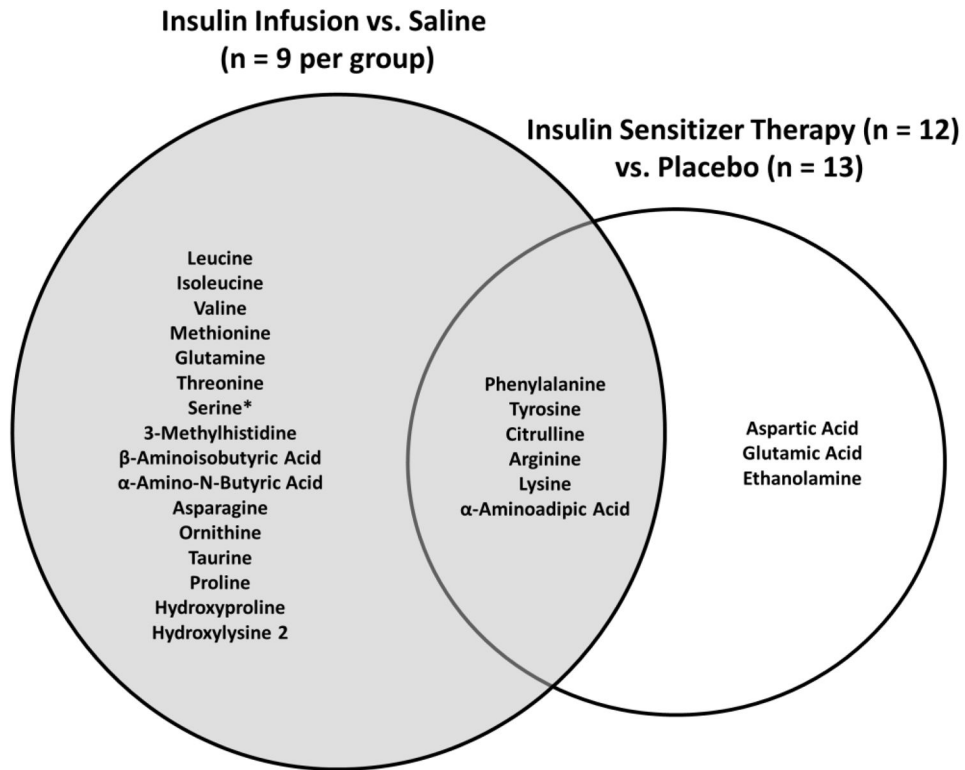 Insulin Infusion vs. Saline
(n = 9 per group)
Insulin Sensitizer Therapy (n = 12)
vs. Placebo (n = 13)
Leucine
Isoleucine
Valine
Methionine
Glutamine
Threonine
Serine*
3-Methylhistidine
β-Aminoisobutyric Acid
α-Amino-N-Butyric Acid
Asparagine
Ornithine
Taurine
Proline
Hydroxyproline
Hydroxylysine 2
Phenylalanine
Tyrosine
Citrulline
Arginine
Lysine
α-Aminoadipic Acid
Aspartic Acid
Glutamic Acid
Ethanolamine